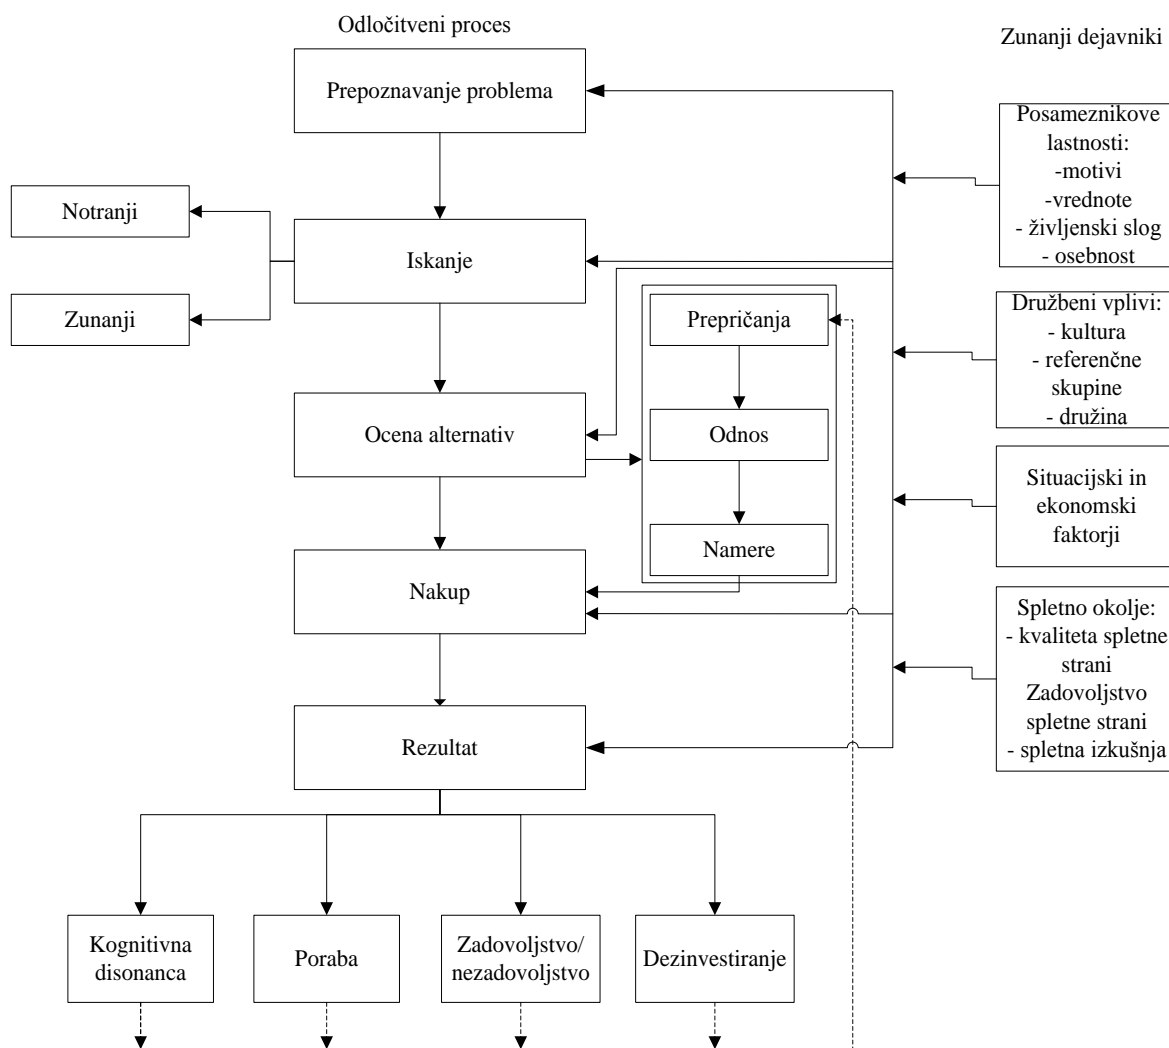 Odločitveni proces
Zunanji dejavniki
Prepoznavanje problema
Posameznikove
lastnosti:
-motivi
-vrednote
- življenski slog
- osebnost
Notranji
Iskanje
Zunanji
Prepričanja
Družbeni vplivi:
- kultura
- referenčne
skupine
- družina
Ocena alternativ
Odnos
Situacijski in
ekonomski
faktorji
Namere
Nakup
Spletno okolje:
- kvaliteta spletne
strani
Zadovoljstvo
spletne strani
- spletna izkušnja
Rezultat
Kognitivna
disonanca
Poraba
Zadovoljstvo/
nezadovoljstvo
Dezinvestiranje